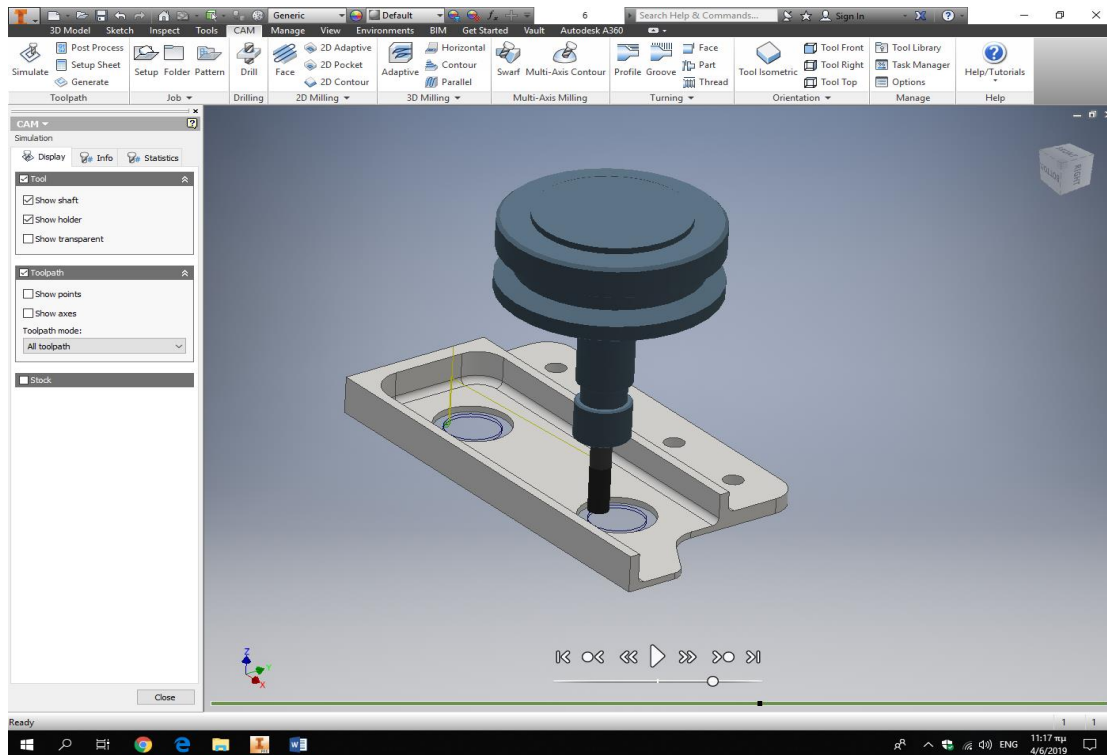 Generic Default 6 Search Help & Commands... Sign In
3D Model Sketch Inspect Tools CAM Manage View Environments BIM Get Started Vault Autodesk A360
Simulate
Post Process
Setup Sheet
Generate
Setup Folder Pattern
Drill
Face
2D Adaptive
2D Pocket
2D Contour
Adaptive
Horizontal
Contour
Parallel
Swarf Multi-Axis Contour
Profile Groove
Face
Part
Thread
Tool Isometric
Tool Front
Tool Right
Tool Top
Tool Library
Task Manager
Options
Help/Tutorials
Toolpath Job Drilling 2D Milling 3D Milling Multi-Axis Milling Turning Orientation Manage Help
CAM
Simulation
Display Info Statistics
Tool
Show shaft
Show holder
Show transparent
Toolpath
Show points
Show axes
Toolpath mode:
All toolpath
Stock
Close
RIGHT
Z
Y
X
Ready 1 1
ENG 11:17 πμ
4/6/2019